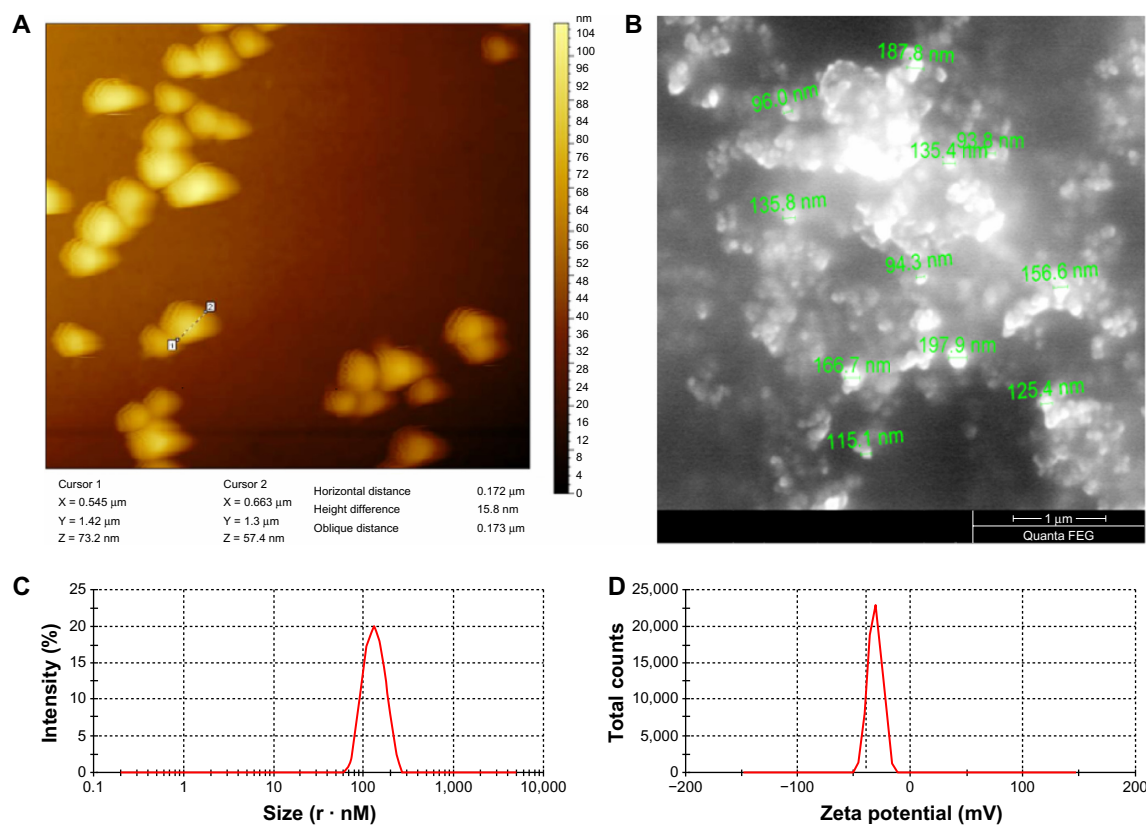 A
nm
104
100
96
92
88
84
80
76
72
68
64
60
56
52
48
44
40
36
32
28
24
20
16
12
8
4
0
2
1
Cursor 1
X = 0.545 μm
Y = 1.42 μm
Z = 73.2 nm
Cursor 2
X = 0.663 μm
Y = 1.3 μm
Z = 57.4 nm
Horizontal distance 0.172 μm
Height difference 15.8 nm
Oblique distance 0.173 μm
B
187.8 nm
96.0 nm
93.8 nm
135.4 nm
135.8 nm
94.3 nm
156.6 nm
197.9 nm
166.7 nm
125.4 nm
115.1 nm
1 μm
Quanta FEG
C
Intensity (%)
25
20
15
10
5
0
0.1 1 10 100 1,000 10,000
Size (r · nM)
D
Total counts
25,000
20,000
15,000
10,000
5,000
0
−200 −100 0 100 200
Zeta potential (mV)